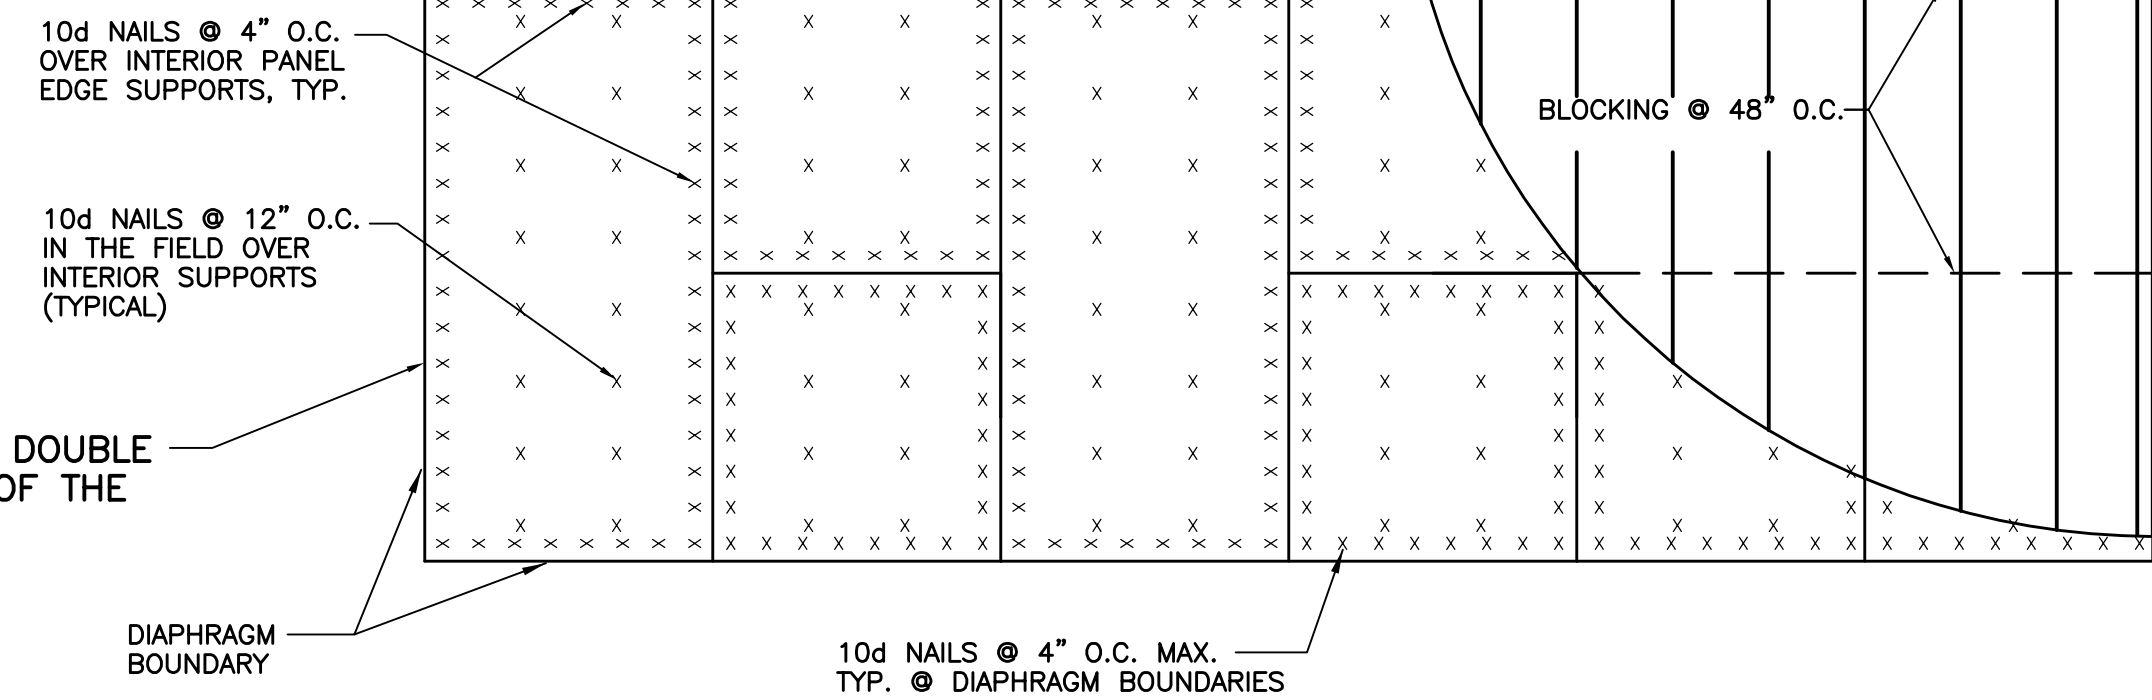 10d NAILS @ 4" O.C.
OVER INTERIOR PANEL
EDGE SUPPORTS, TYP.
BLOCKING @ 48" O.C.
10d NAILS @ 12" O.C.
IN THE FIELD OVER
INTERIOR SUPPORTS
(TYPICAL)
DOUBLE
OF THE
DIAPHRAGM
BOUNDARY
10d NAILS @ 4" O.C. MAX.
TYP. @ DIAPHRAGM BOUNDARIES